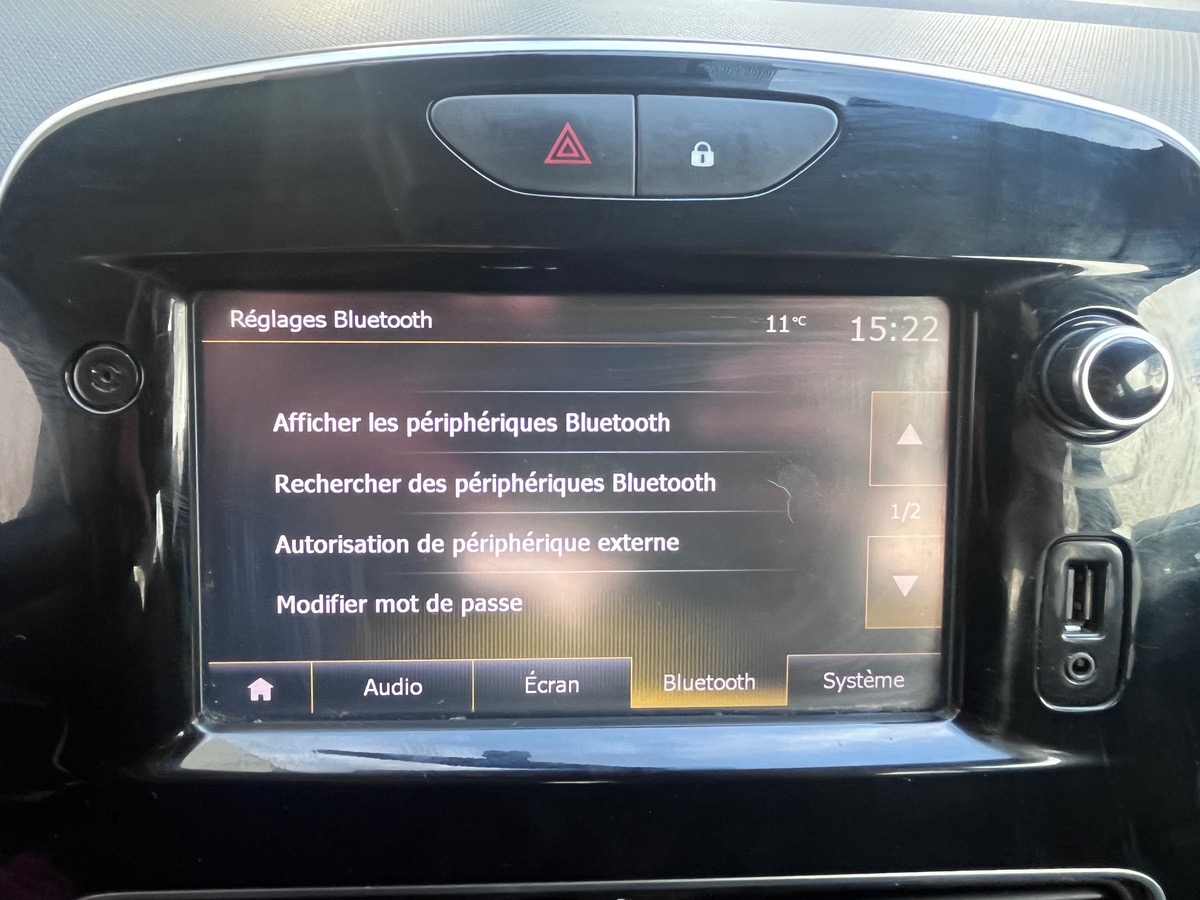 Réglages Bluetooth
11°C
15:22
Afficher les périphériques Bluetooth
Rechercher des périphériques Bluetooth
1/2
Autorisation de périphérique externe
Modifier mot de passe
Audio
Écran
Bluetooth
Système